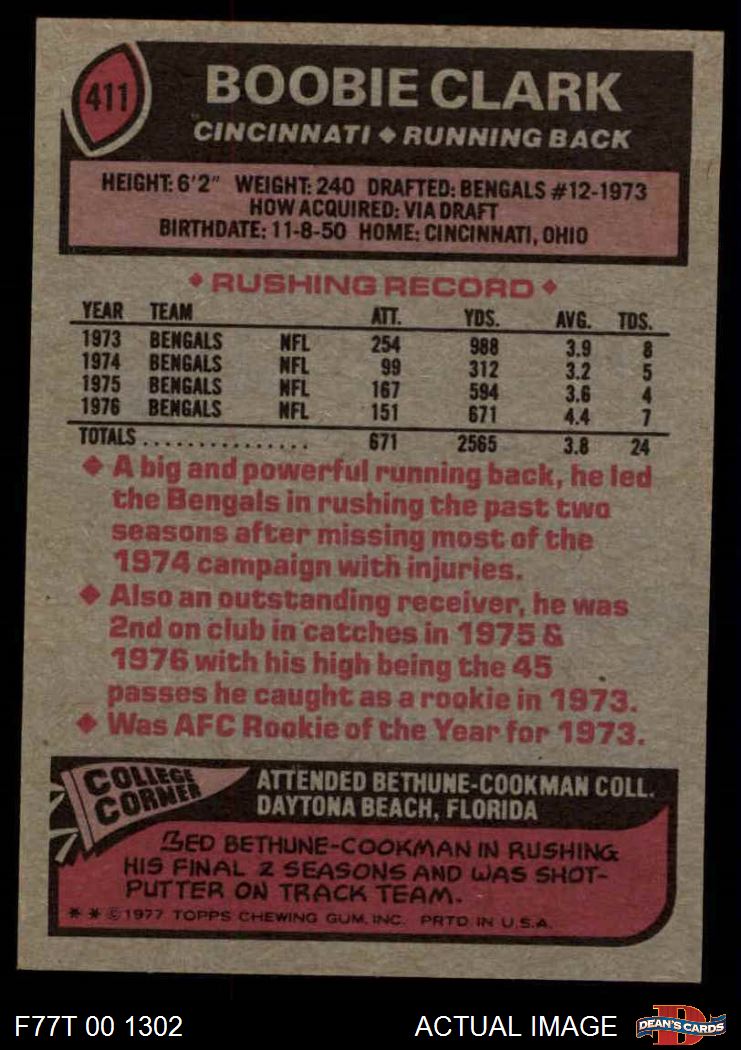 411
BOOBIE CLARK
CINCINNATI ◆ RUNNING BACK
HEIGHT: 6'2" WEIGHT: 240 DRAFTED: BENGALS #12-1973
HOW ACQUIRED: VIA DRAFT
BIRTHDATE: 11-8-50 HOME: CINCINNATI, OHIO
◆ RUSHING RECORD ◆
YEAR TEAM ATT. YDS. AVG. TDS.
1973 BENGALS NFL 254 988 3.9 8
1974 BENGALS NFL 99 312 3.2 5
1975 BENGALS NFL 167 594 3.6 4
1976 BENGALS NFL 151 671 4.4 7
TOTALS ............... 671 2565 3.8 24
◆ A big and powerful running back, he led
the Bengals in rushing the past two
seasons after missing most of the
1974 campaign with injuries.
◆ Also an outstanding receiver, he was
2nd on club in catches in 1975 &
1976 with his high being the 45
passes he caught as a rookie in 1973.
◆ Was AFC Rookie of the Year for 1973.
COLLEGE
CORNER
ATTENDED BETHUNE-COOKMAN COLL.
DAYTONA BEACH, FLORIDA
LED BETHUNE-COOKMAN IN RUSHING
HIS FINAL 2 SEASONS AND WAS SHOT-
PUTTER ON TRACK TEAM.
* * © 1977 TOPPS CHEWING GUM, INC. PRTD IN U.S.A.
F77T 00 1302
ACTUAL IMAGE
DEAN'S CARDS